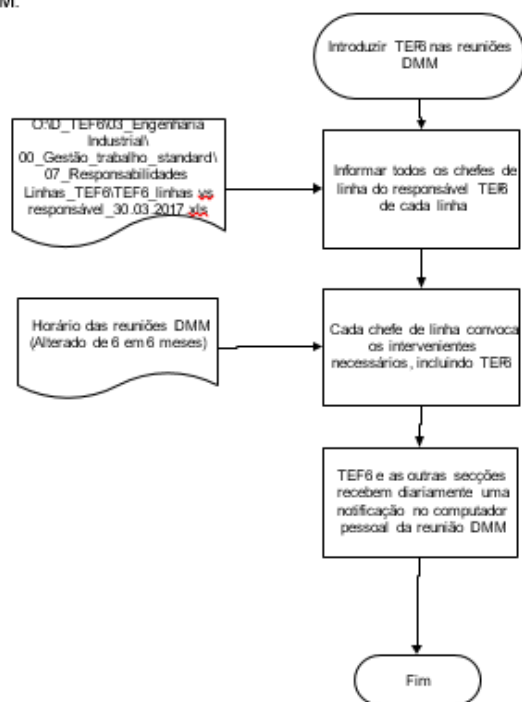 M.
Introduzir TEF6 nas reuniões
DMM
O:\D_TEF6\03_Engenharia
Industrial\
00_Gestão_trabalho_standard\
07_Responsabilidades
Linhas_TEF6\TEF6_linhas vs
responsável_30.03.2017.xls
Informar todos os chefes de
linha do responsável TEF6
de cada linha
Horário das reuniões DMM
(Alterado de 6 em 6 meses)
Cada chefe de linha convoca
os intervenientes
necessários, incluindo TEF6
TEF6 e as outras secções
recebem diariamente uma
notificação no computador
pessoal da reunião DMM
Fim